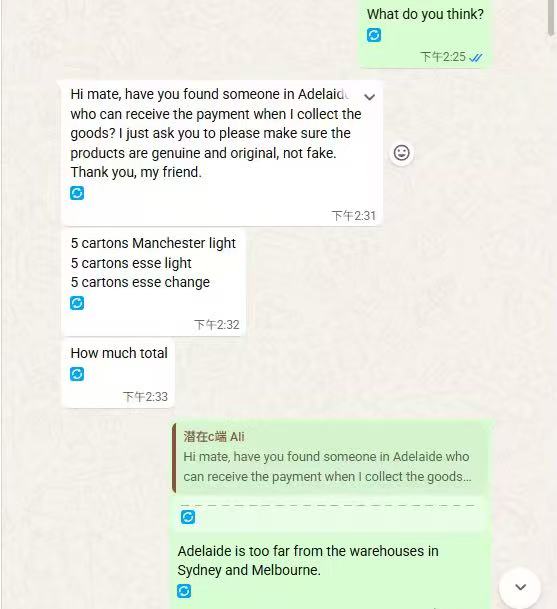 What do you think?
下午2:25
Hi mate, have you found someone in
who can receive the payment when I collect the
goods? I just ask you to please make sure the
products are genuine and original, not fake.
Thank you, my friend.
下午2:31
5 cartons Manchester light
5 cartons esse light
5 cartons esse change
下午2:32
How much total
下午2:33
潜在c端 Ali
Hi mate, have you found someone in Adelaide who
can receive the payment when I collect the goods...
Adelaide is too far from the warehouses in
Sydney and Melbourne.